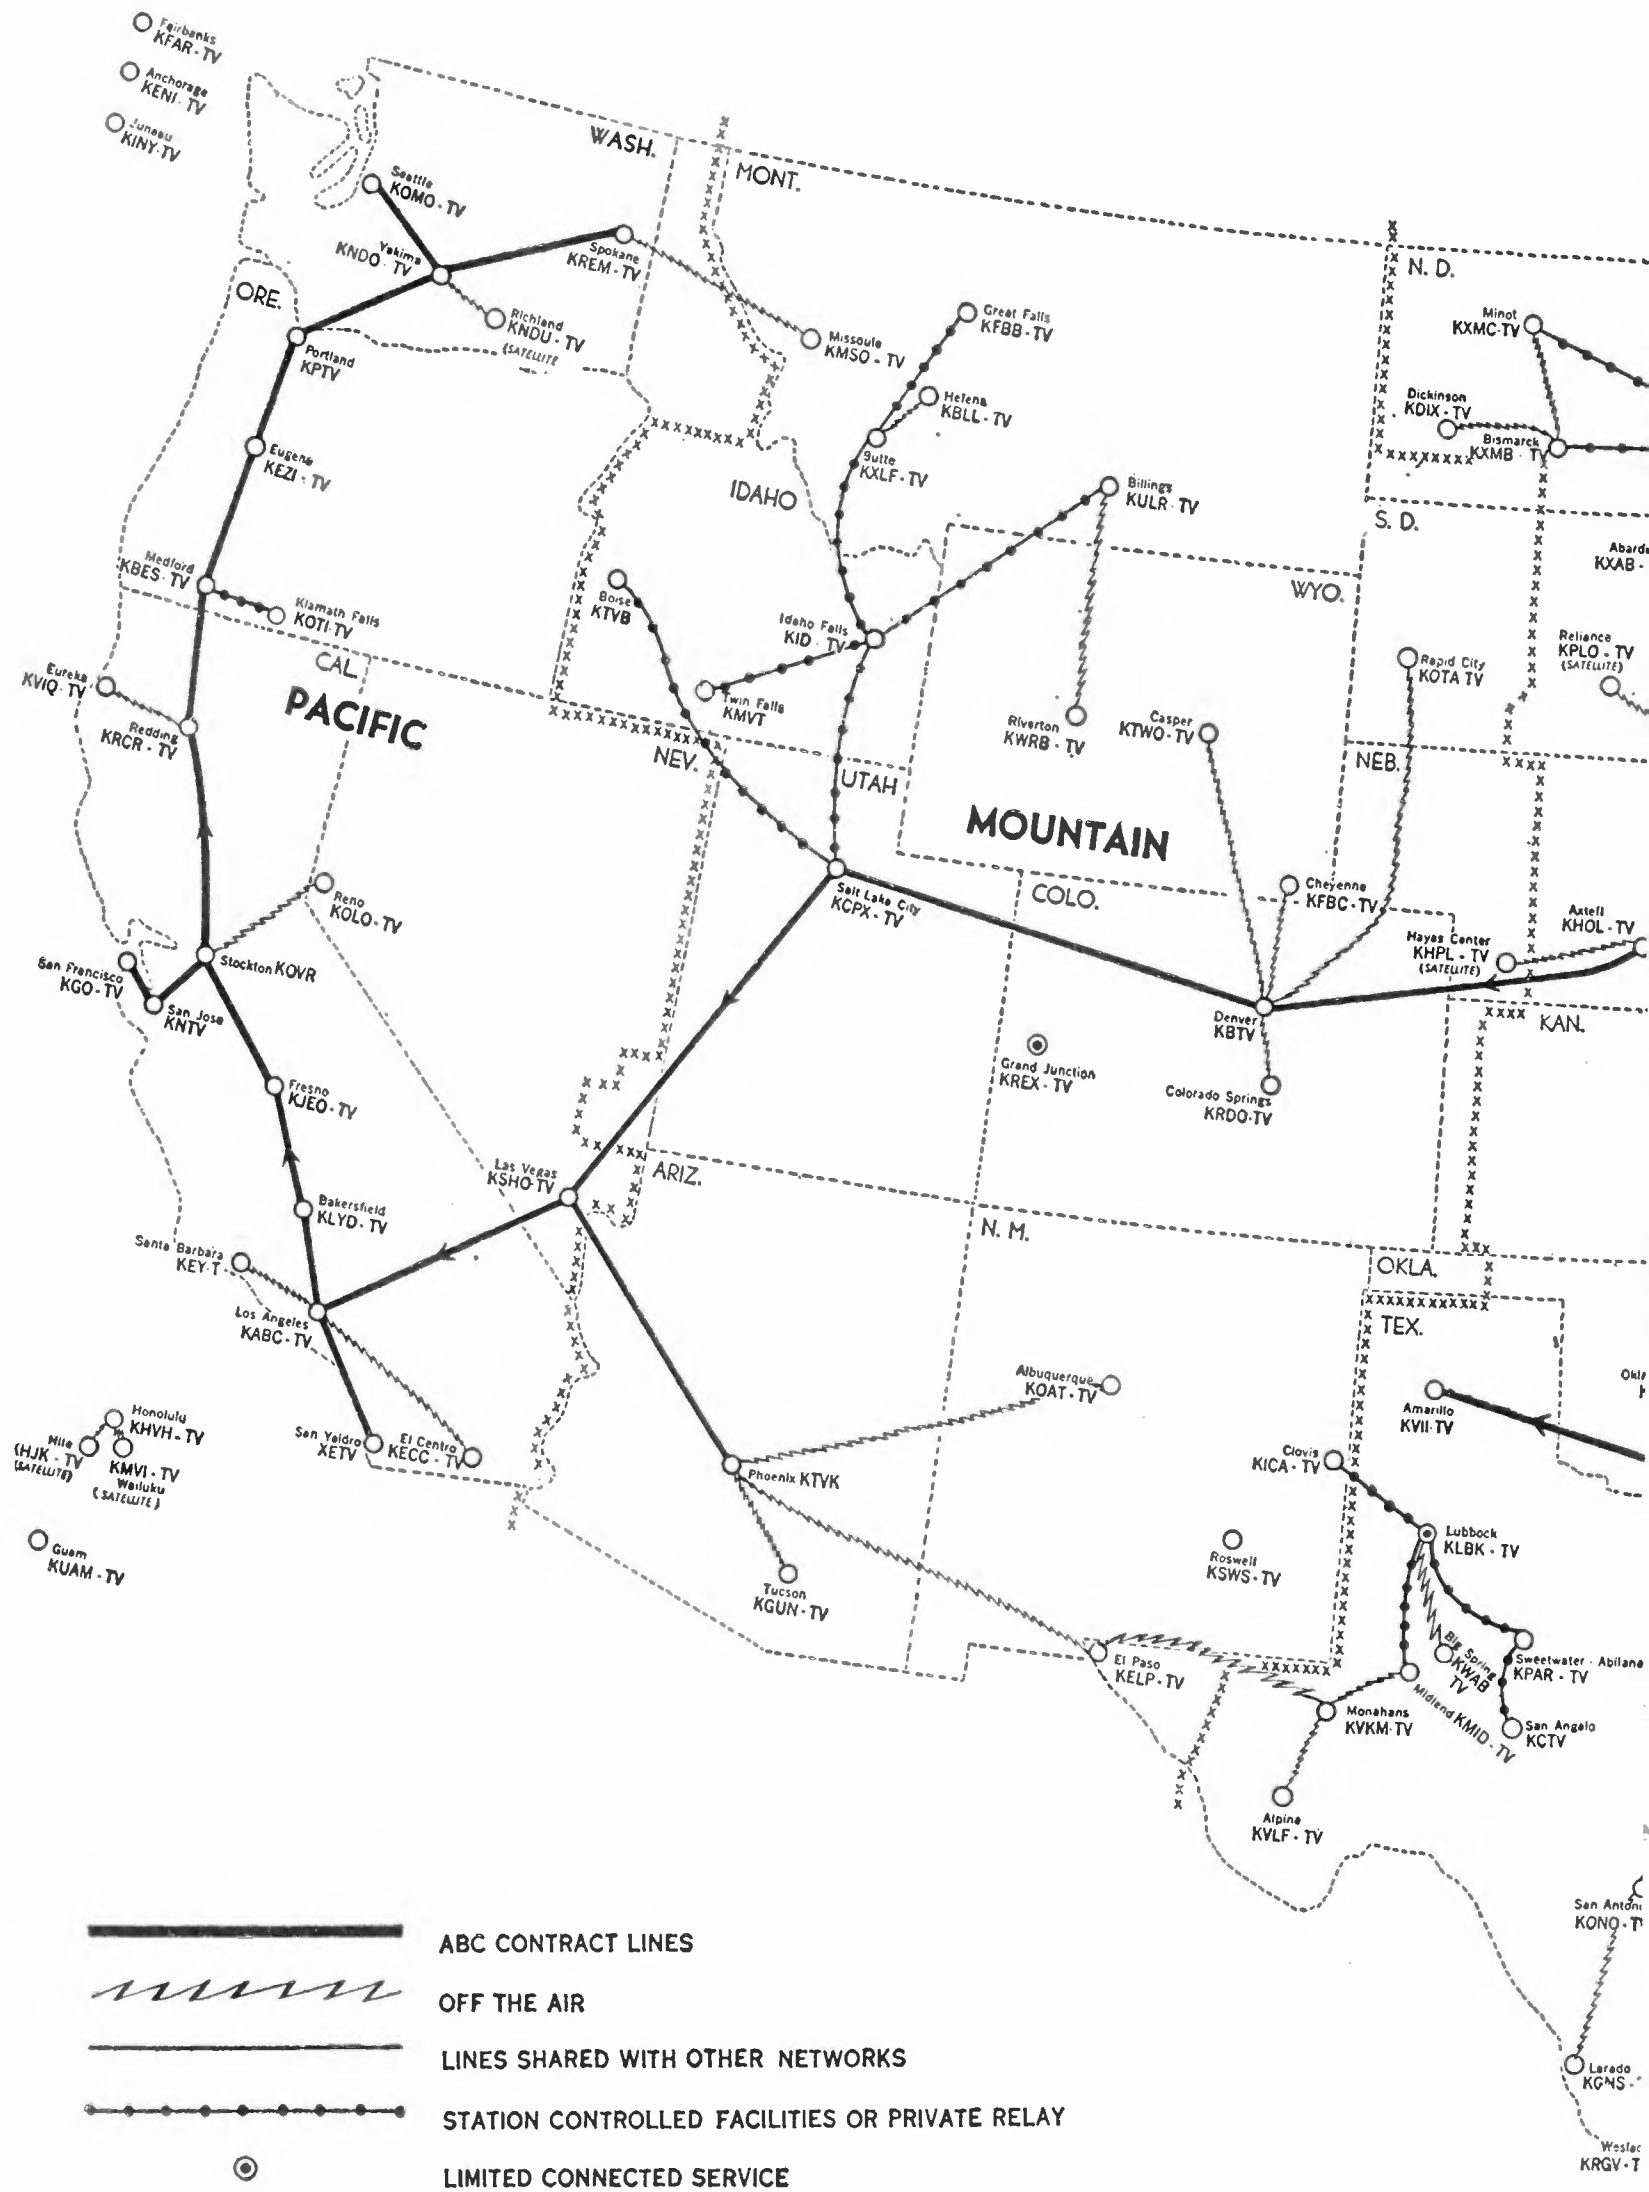 Fairbanks
KFAR - TV
Anchorage
KENI - TV
Juneau
KINY-TV
WASH.
MONT.
Seattle
KOMO - TV
Yakima
KNDO - TV
Spokane
KREM - TV
N. D.
ORE.
Richland
KNDU - TV
(SATELLITE
Great Falls
KFBB - TV
Minot
KXMC-TV
Portland
KPTV
Missoula
KMSO - TV
Helena
KBLL - TV
Dickinson
KDIX - TV
Bismarck
KXMB - TV
Eugene
KEZI - TV
Butte
KXLF - TV
IDAHO
Billings
KULR - TV
S. D.
Medford
KBES - TV
Klamath Falls
KOTI-TV
Boise
KTVB
Idaho Falls
KID - TV
WYO.
KXAB -
Reliance
KPLO - TV
(SATELLITE)
Eureka
KVIQ - TV
CAL.
PACIFIC
Redding
KRCR - TV
Twin Falls
KMVT
NEV.
UTAH
Riverton
KWRB - TV
Casper
KTWO - TV
Rapid City
KOTA TV
NEB.
MOUNTAIN
Reno
KOLO - TV
Salt Lake City
KCPX - TV
COLO.
Cheyenne
KFBC - TV
Axtell
KHOL - TV
Hayes Center
KHPL - TV
(SATELLITE)
San Francisco
KGO - TV
Stockton KOVR
San Jose
KNTV
Denver
KBTV
KAN.
Grand Junction
KREX - TV
Colorado Springs
KRDO-TV
Fresno
KJEO - TV
Las Vegas
KSHO-TV
ARIZ.
Bakersfield
KLYD - TV
N. M.
Santa Barbara
KEY-T
OKLA.
TEX.
Los Angeles
KABC - TV
Albuquerque
KOAT - TV
Amarillo
KVII-TV
Honolulu
KHVH - TV
(SATELLITE)
KMVI - TV
Wailuku
(SATELLITE)
XETV
El Centro
KECC - TV
Phoenix KTVK
Clovis
KICA - TV
Guam
KUAM - TV
Tucson
KGUN - TV
Roswell
KSWS - TV
Lubbock
KLBK - TV
El Paso
KELP - TV
Big Spring
KWAB
TV
Sweetwater - Abilene
KPAR - TV
Monahans
KVKM-TV
Midland KMID - TV
San Angelo
KCTV
Alpine
KVLF - TV
KONO - T
KGNS -
KRGV - T
ABC CONTRACT LINES
OFF THE AIR
LINES SHARED WITH OTHER NETWORKS
STATION CONTROLLED FACILITIES OR PRIVATE RELAY
LIMITED CONNECTED SERVICE